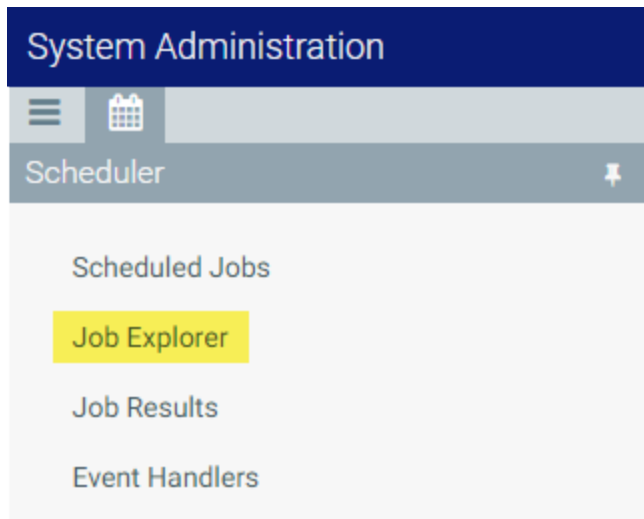 System Administration
Scheduler
Scheduled Jobs
Job Explorer
Job Results
Event Handlers